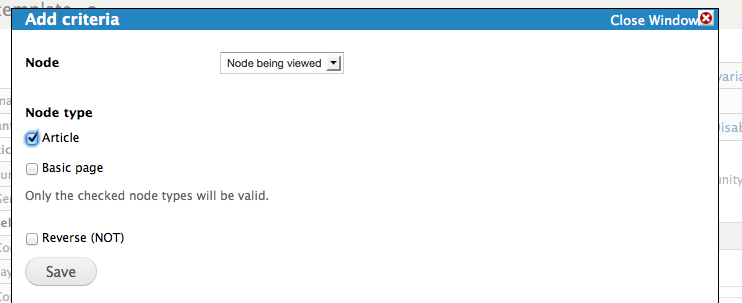 template
Add criteria
Close Window
Node
Node being viewed
Node type
Article
Basic page
Only the checked node types will be valid.
Reverse (NOT)
Save